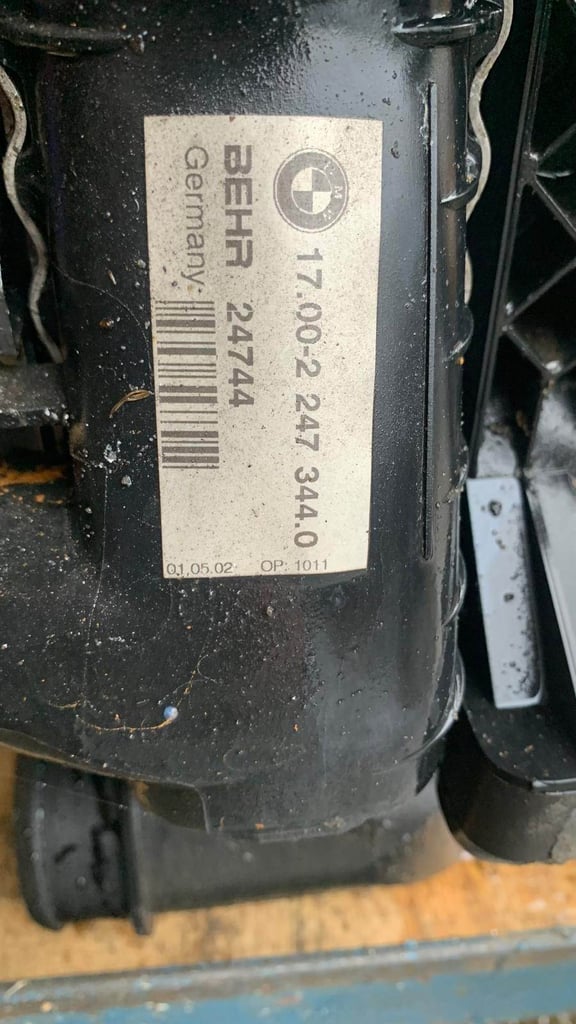 BMW
17.00-2 247 344.0
BEHR 24744
Germany
01.05.02 OP: 1011